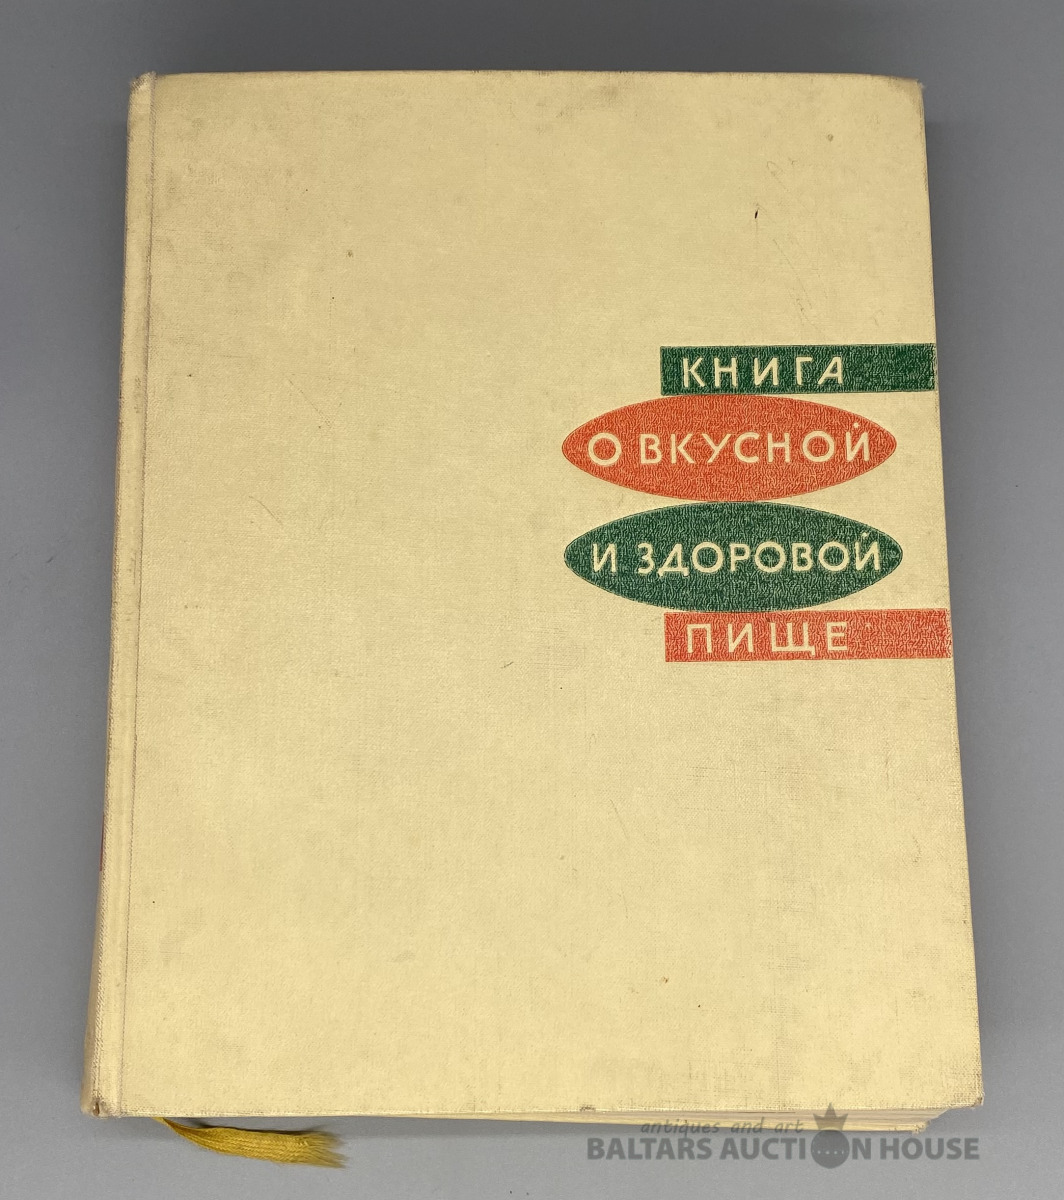 КНИГА
О ВКУСНОЙ
И ЗДОРОВОЙ
ПИЩЕ
antiques and art
BALTARS AUCTION HOUSE